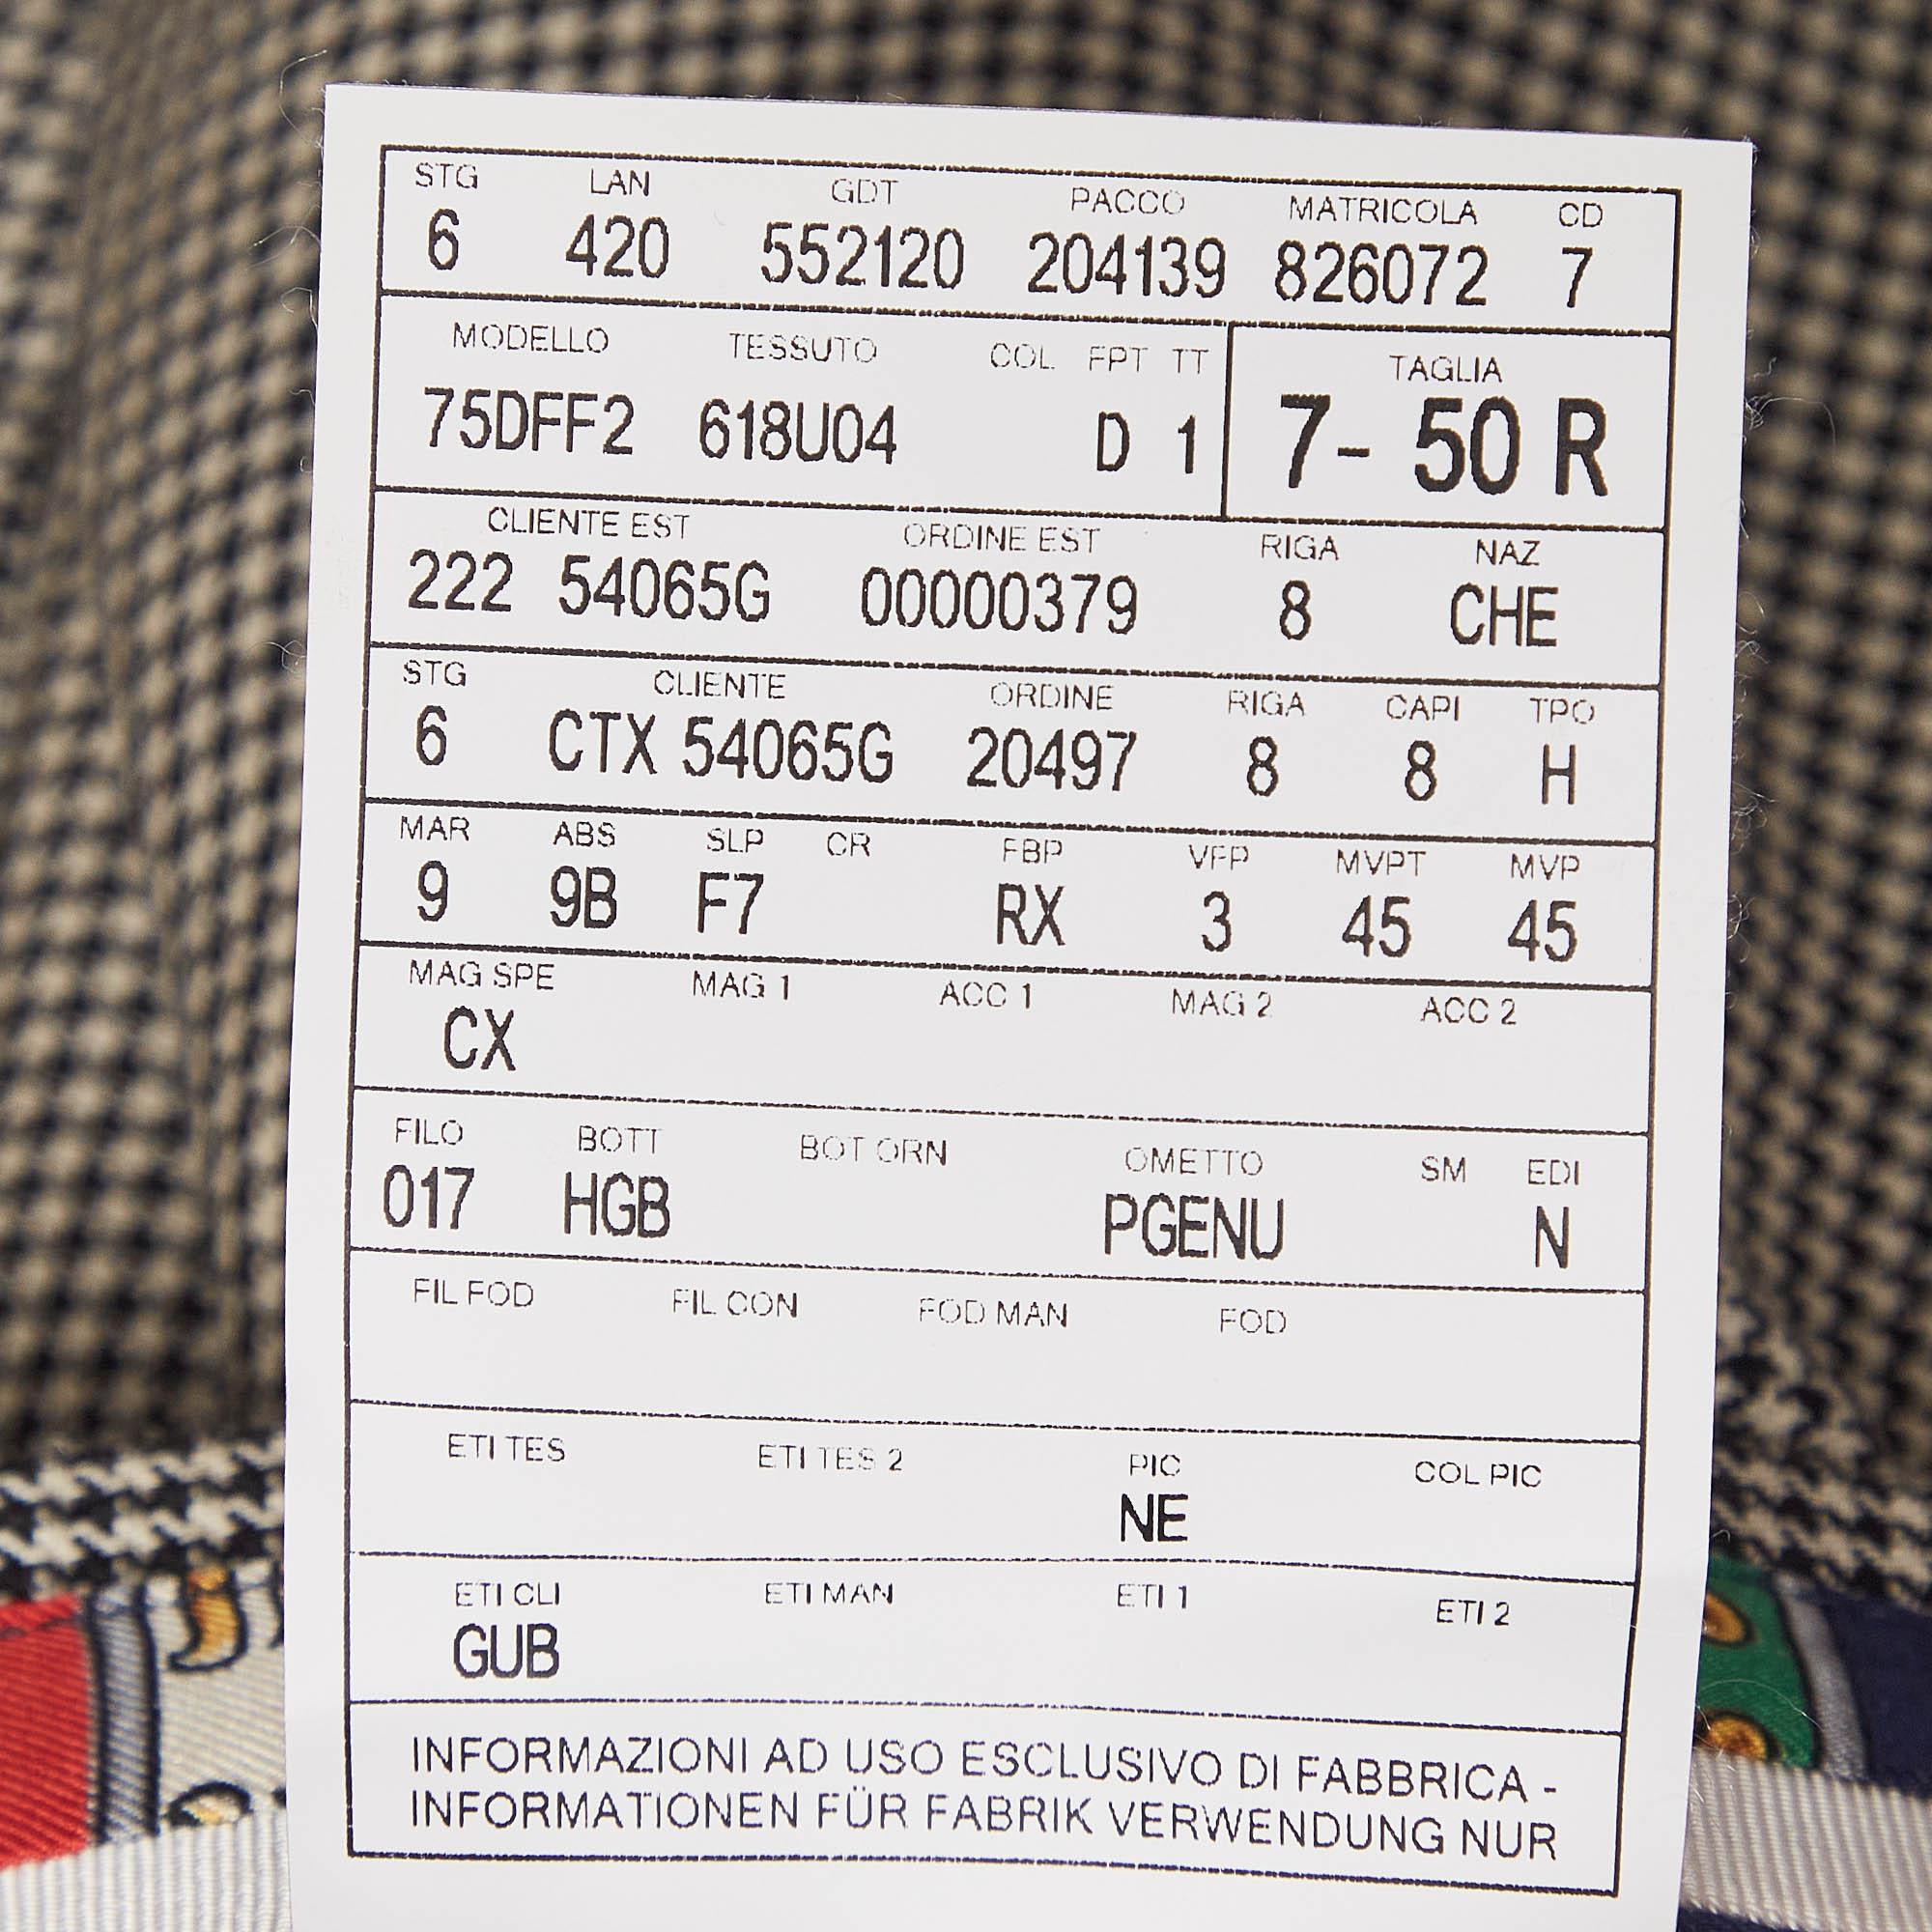 STG LAN GDT PACCO MATRICOLA CD
6 420 552120 204139 826072 7
MODELLO TESSUTO COL FPT TT TAGLIA
75DFF2 618U04 D 1 7- 50 R
CLIENTE EST ORDINE EST RIGA NAZ
222 54065G 00000379 8 CHE
STG CLIENTE ORDINE RIGA CAPI TPO
6 CTX 54065G 20497 8 8 H
MAR ABS SLP CR FBP VFP MVPT MVP
9 9B F7 RX 3 45 45
MAG SPE MAG 1 ACC 1 MAG 2 ACC 2
CX
FILO BOTT BOT ORN OMETTO SM EDI
017 HGB PGENU N
FIL FOD FIL CON FOD MAN FOD
ETI TES ETI TES 2 PIC COL PIC
NE
ETI CLI ETI MAN ETI 1 ETI 2
GUB
INFORMAZIONI AD USO ESCLUSIVO DI FABBRICA -
INFORMATIONEN FÜR FABRIK VERWENDUNG NUR